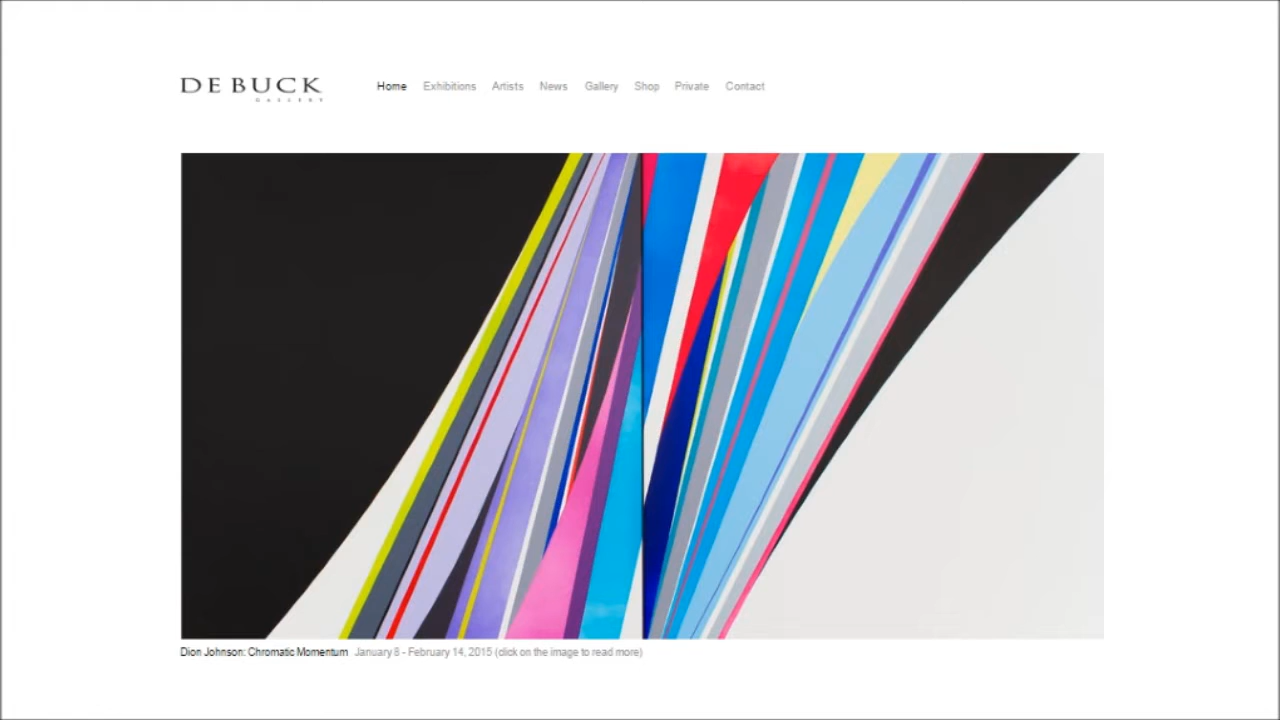 DE BUCK
GALLERY
Home Exhibitions Artists News Gallery Shop Private Contact
Dion Johnson: Chromatic Momentum January 8 - February 14, 2015 (click on the image to read more)